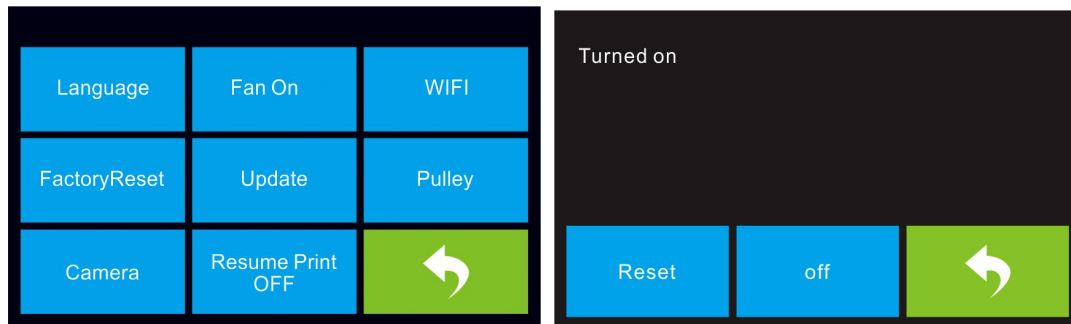 Language
Fan On
WIFI
FactoryReset
Update
Pulley
Camera
Resume Print
OFF
Turned on
Reset
off